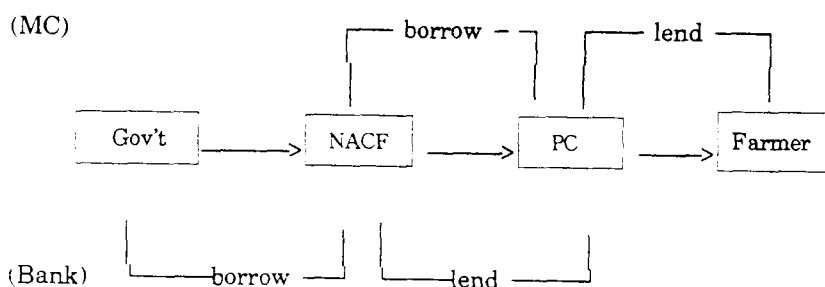 (MC)
borrow lend
Gov't NACF PC Farmer
(Bank) borrow lend